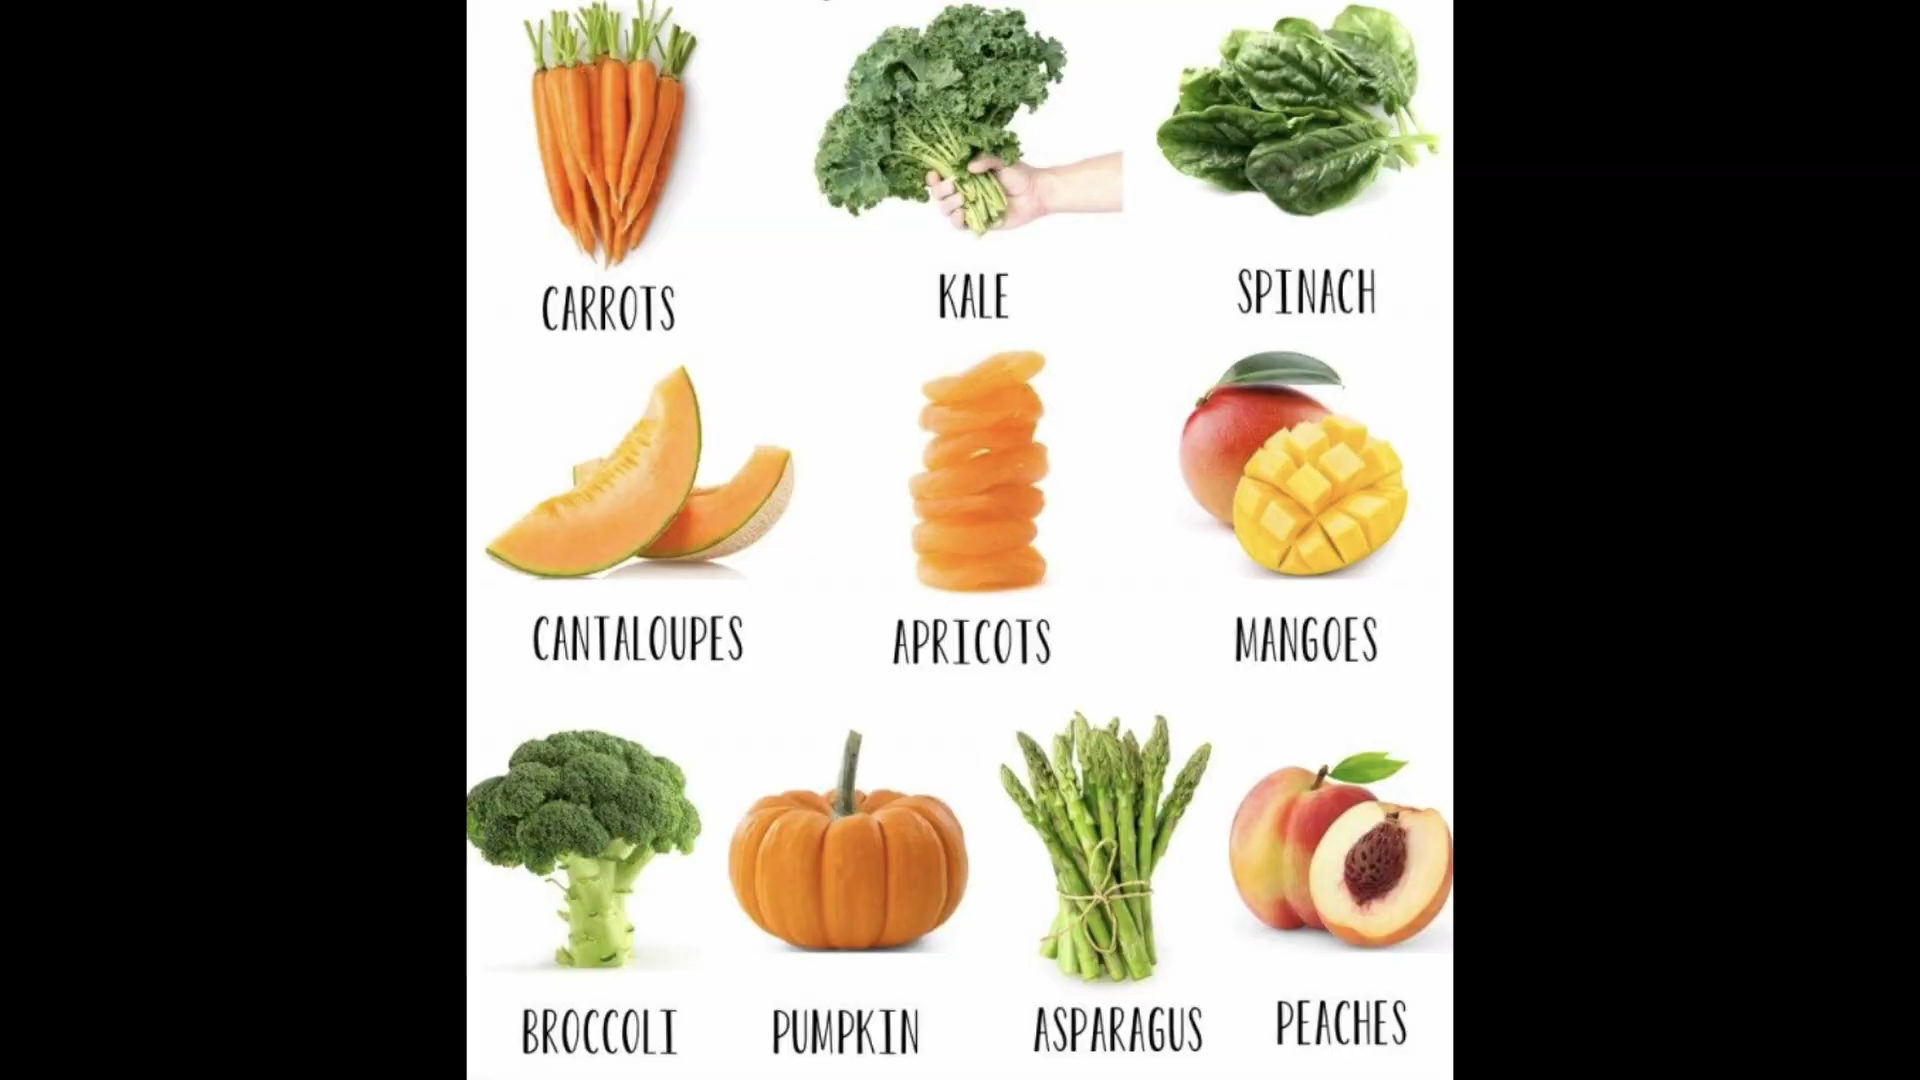 CARROTS
KALE
SPINACH
CANTALOUPES
APRICOTS
MANGOES
BROCCOLI
PUMPKIN
ASPARAGUS
PEACHES